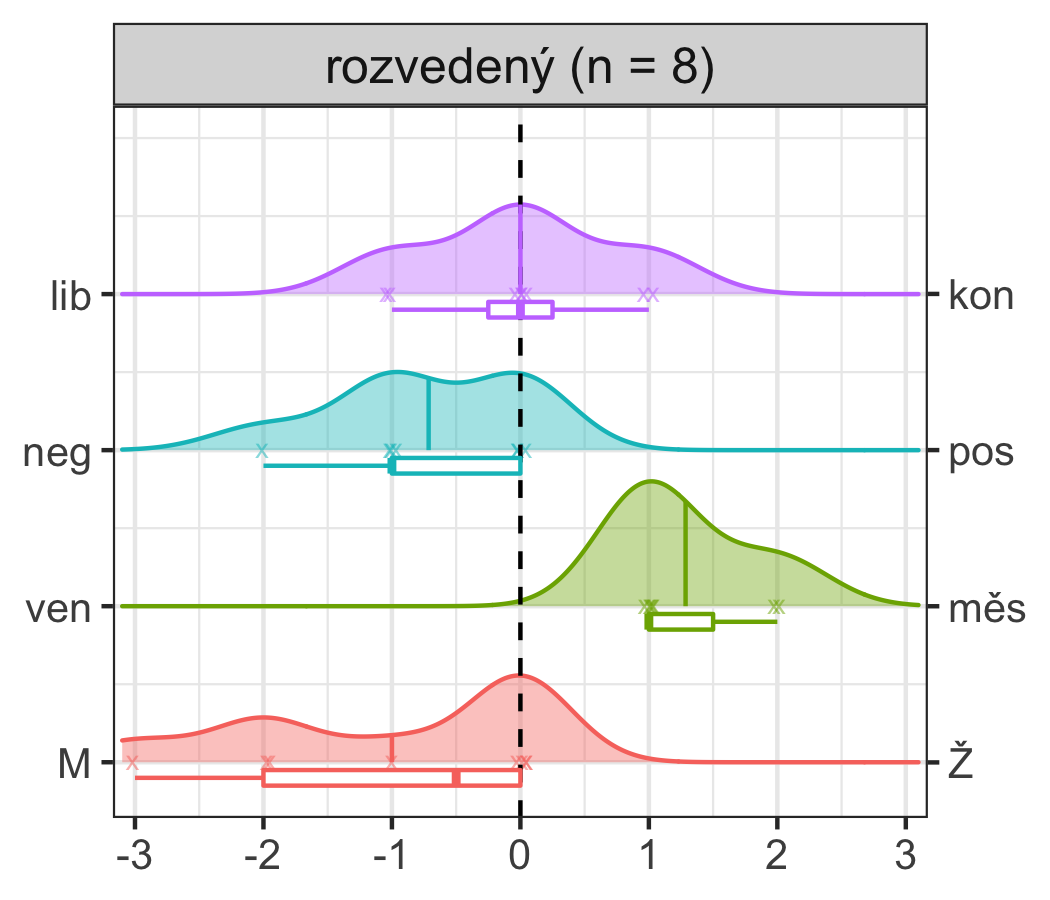 rozvedený (n = 8)
lib kon
neg pos
ven měs
M Ž
-3 -2 -1 0 1 2 3